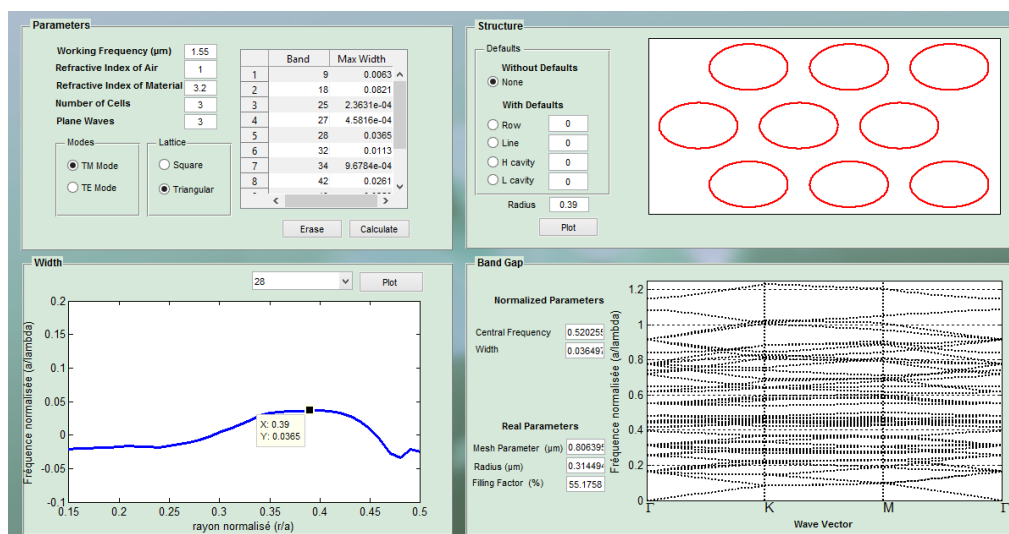 Parameters
Working Frequency (µm) 1.55
Refractive Index of Air 1
Refractive Index of Material 3.2
Number of Cells 3
Plane Waves 3
Modes
TM Mode
TE Mode
Lattice
Square
Triangular
Band Max Width
1 9 0.0063
2 18 0.0821
3 25 2.3631e-04
4 27 4.5816e-04
5 28 0.0365
6 32 0.0113
7 34 9.6784e-04
8 42 0.0261
Erase Calculate
Structure
Defaults
Without Defaults
None
With Defaults
Row 0
Line 0
H cavity 0
L cavity 0
Radius 0.39
Plot
Width
28 Plot
Fréquence normalisée (a/lambda)
0.2
0.15
0.1
0.05
0
-0.05
-0.1
X: 0.39
Y: 0.0365
0.15 0.2 0.25 0.3 0.35 0.4 0.45 0.5
rayon normalisé (r/a)
Band Gap
Normalized Parameters
Central Frequency 0.520255
Width 0.036497
Real Parameters
Mesh Parameter (µm) 0.806395
Radius (µm) 0.314494
Filling Factor (%) 55.1758
Fréquence normalisée (a/lambda)
1.2
1
0.8
0.6
0.4
0.2
0
Γ K M Γ
Wave Vector